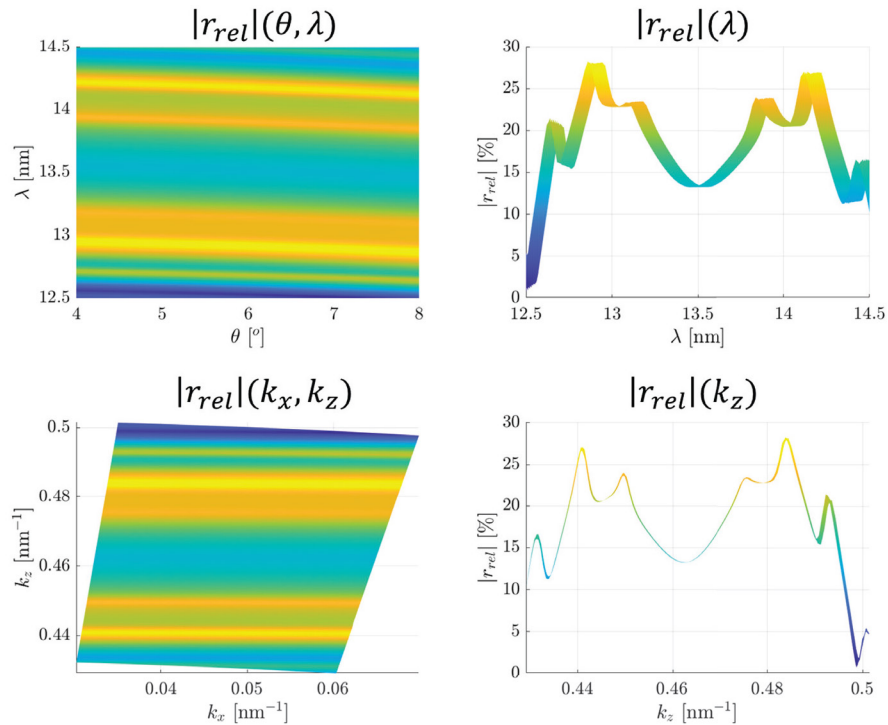 |r_rel|(θ, λ)
14.5
14
13.5
13
12.5
λ [nm]
4 5 6 7 8
θ [º]
|r_rel|(λ)
30
25
20
15
10
5
0
|r_rel| [%]
12.5 13 13.5 14 14.5
λ [nm]
|r_rel|(k_x, k_z)
0.5
0.48
0.46
0.44
k_z [nm⁻¹]
0.04 0.05 0.06
k_x [nm⁻¹]
|r_rel|(k_z)
30
25
20
15
10
5
0
|r_rel| [%]
0.44 0.46 0.48 0.5
k_z [nm⁻¹]